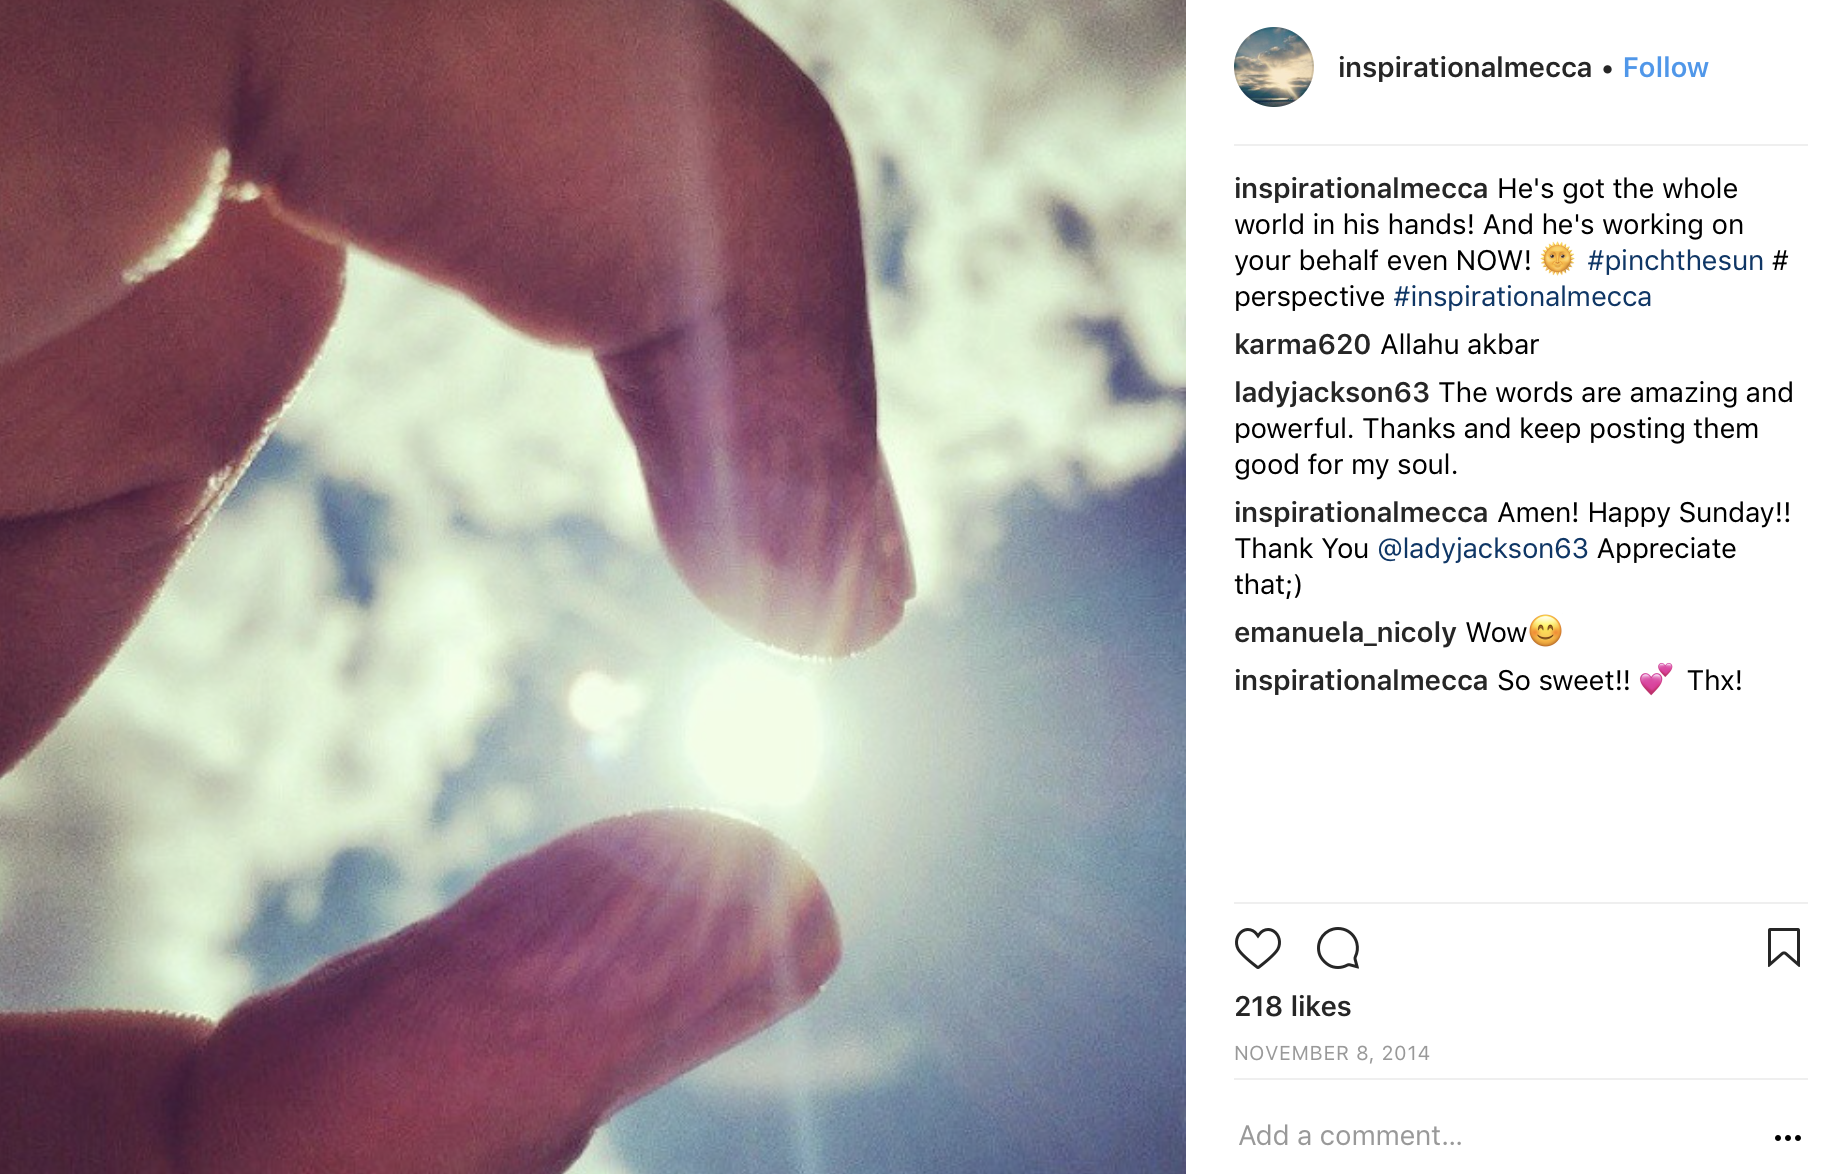 inspirationalmecca • Follow
inspirationalmecca He's got the whole
world in his hands! And he's working on
your behalf even NOW! 🌞 #pinchthesun #
perspective #inspirationalmecca
karma620 Allahu akbar
ladyjackson63 The words are amazing and
powerful. Thanks and keep posting them
good for my soul.
inspirationalmecca Amen! Happy Sunday!!
Thank You @ladyjackson63 Appreciate
that;)
emanuela_nicoly Wow😊
inspirationalmecca So sweet!! 💕 Thx!
218 likes
NOVEMBER 8, 2014
Add a comment...